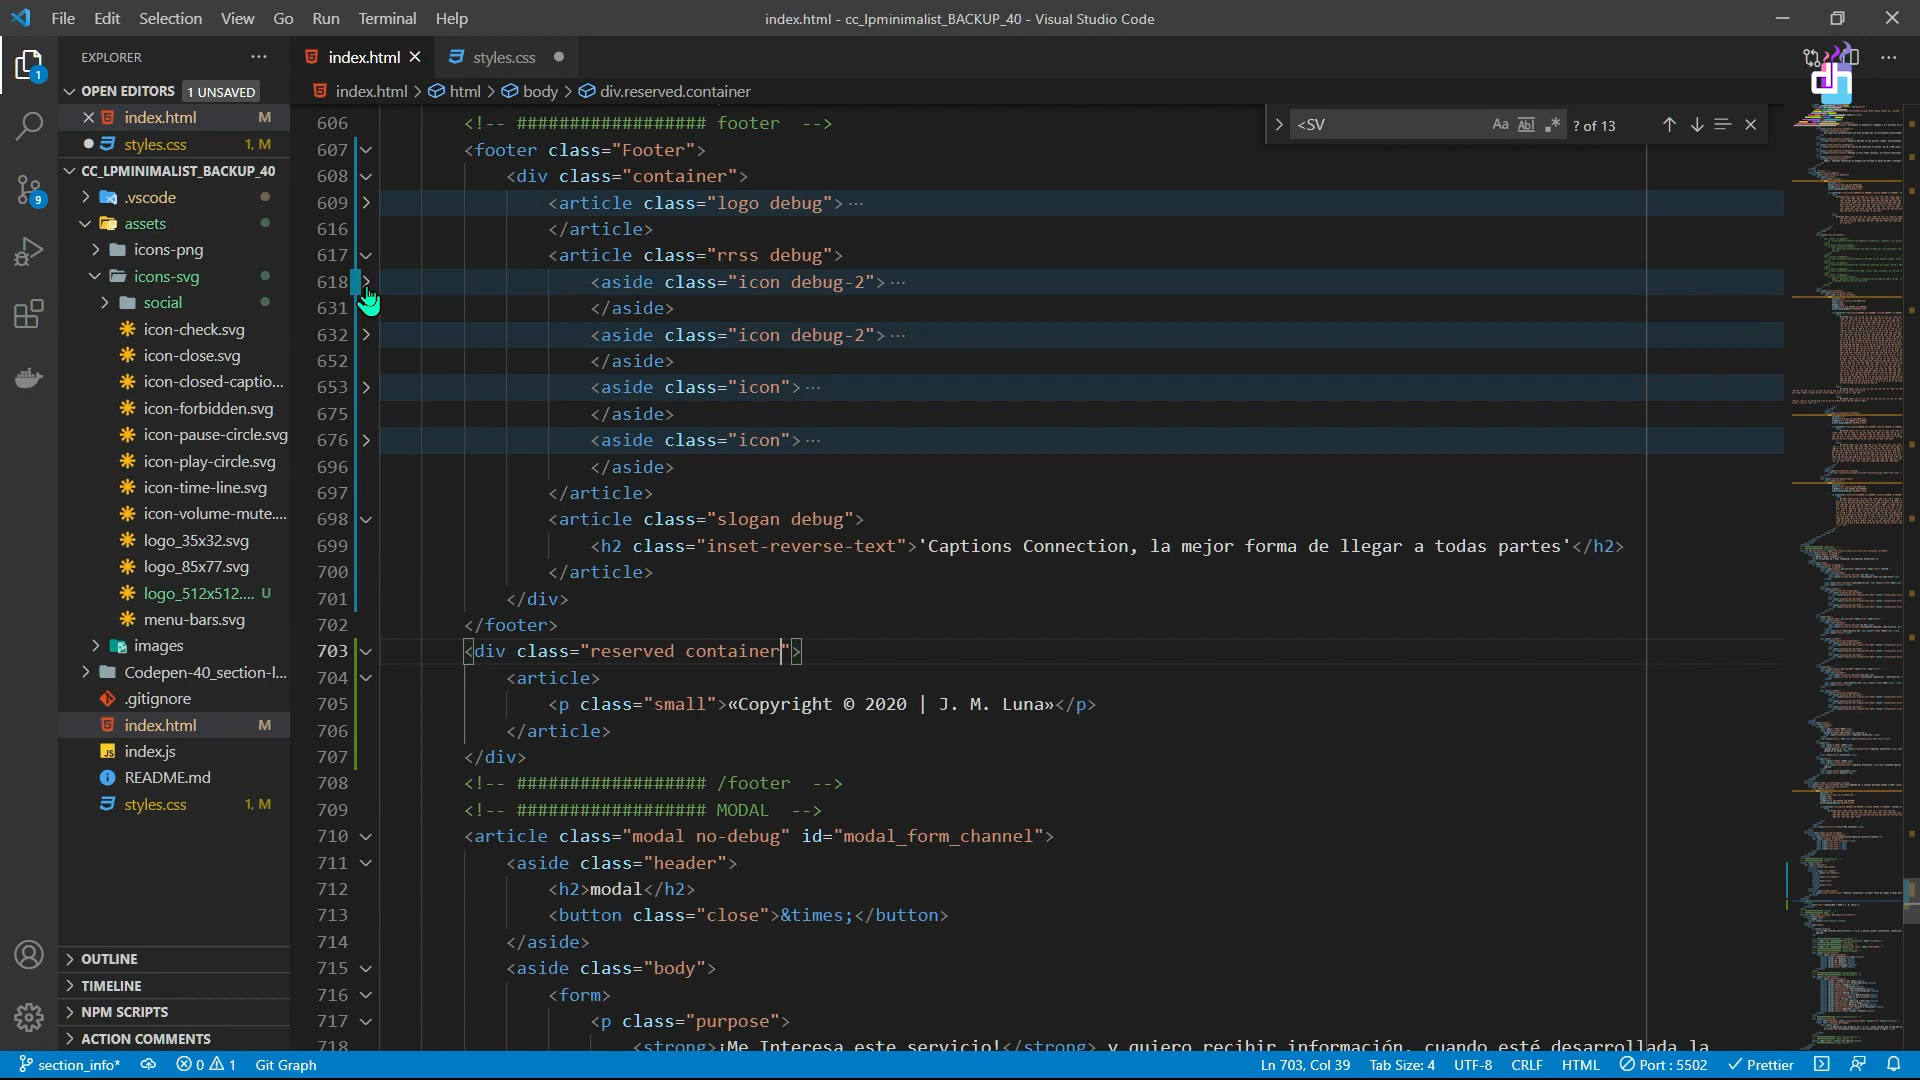 File Edit Selection View Go Run Terminal Help
index.html - cc_lpminimalist_BACKUP_40 - Visual Studio Code
EXPLORER
index.html
styles.css
OPEN EDITORS 1 UNSAVED
index.html > html > body > div.reserved.container
index.html M
styles.css 1, M
<SV
? of 13
CC_LPMINIMALIST_BACKUP_40
.vscode
assets
icons-png
icons-svg
social
icon-check.svg
icon-close.svg
icon-closed-captio...
icon-forbidden.svg
icon-pause-circle.svg
icon-play-circle.svg
icon-time-line.svg
icon-volume-mute....
logo_35x32.svg
logo_85x77.svg
logo_512x512.... U
menu-bars.svg
images
Codepen-40_section-l...
.gitignore
index.html M
index.js
README.md
styles.css 1, M
OUTLINE
TIMELINE
NPM SCRIPTS
ACTION COMMENTS
606 <!-- ################## footer -->
607 <footer class="Footer">
608 <div class="container">
609 <article class="logo debug">···
616 </article>
617 <article class="rrss debug">
618 <aside class="icon debug-2">···
631 </aside>
632 <aside class="icon debug-2">···
652 </aside>
653 <aside class="icon">···
675 </aside>
676 <aside class="icon">···
696 </aside>
697 </article>
698 <article class="slogan debug">
699 <h2 class="inset-reverse-text">'Captions Connection, la mejor forma de llegar a todas partes'</h2>
700 </article>
701 </div>
702 </footer>
703 <div class="reserved container">
704 <article>
705 <p class="small">«Copyright © 2020 | J. M. Luna»</p>
706 </article>
707 </div>
708 <!-- ################## /footer -->
709 <!-- ################## MODAL -->
710 <article class="modal no-debug" id="modal_form_channel">
711 <aside class="header">
712 <h2>modal</h2>
713 <button class="close">&times;</button>
714 </aside>
715 <aside class="body">
716 <form>
717 <p class="purpose">
718 <strong>¡Me Interesa este servicio!</strong> y quiero recibir información, cuando esté desarrollada la
section_info* 0 1 Git Graph
Ln 703, Col 39 Tab Size: 4 UTF-8 CRLF HTML Port : 5502 Prettier